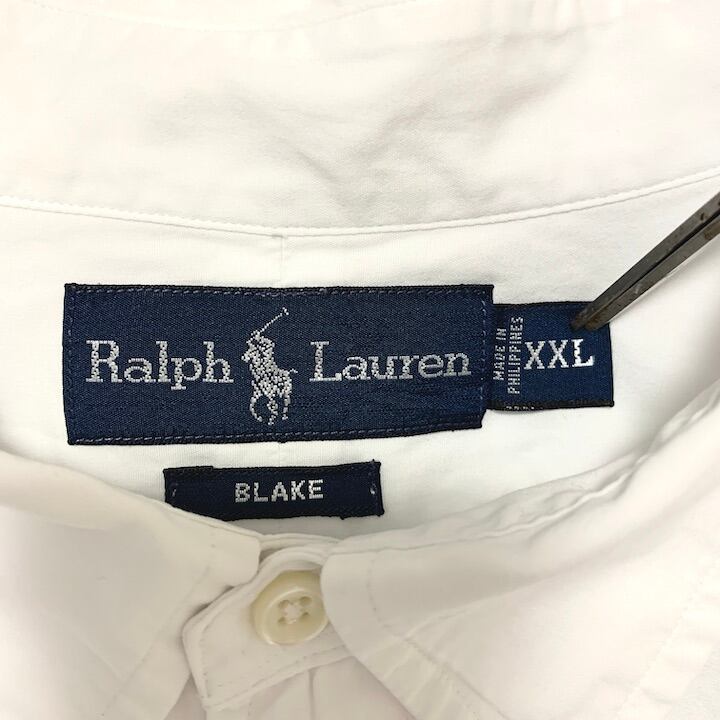 Ralph Lauren
MADE IN
PHILIPPINES
XXL
BLAKE